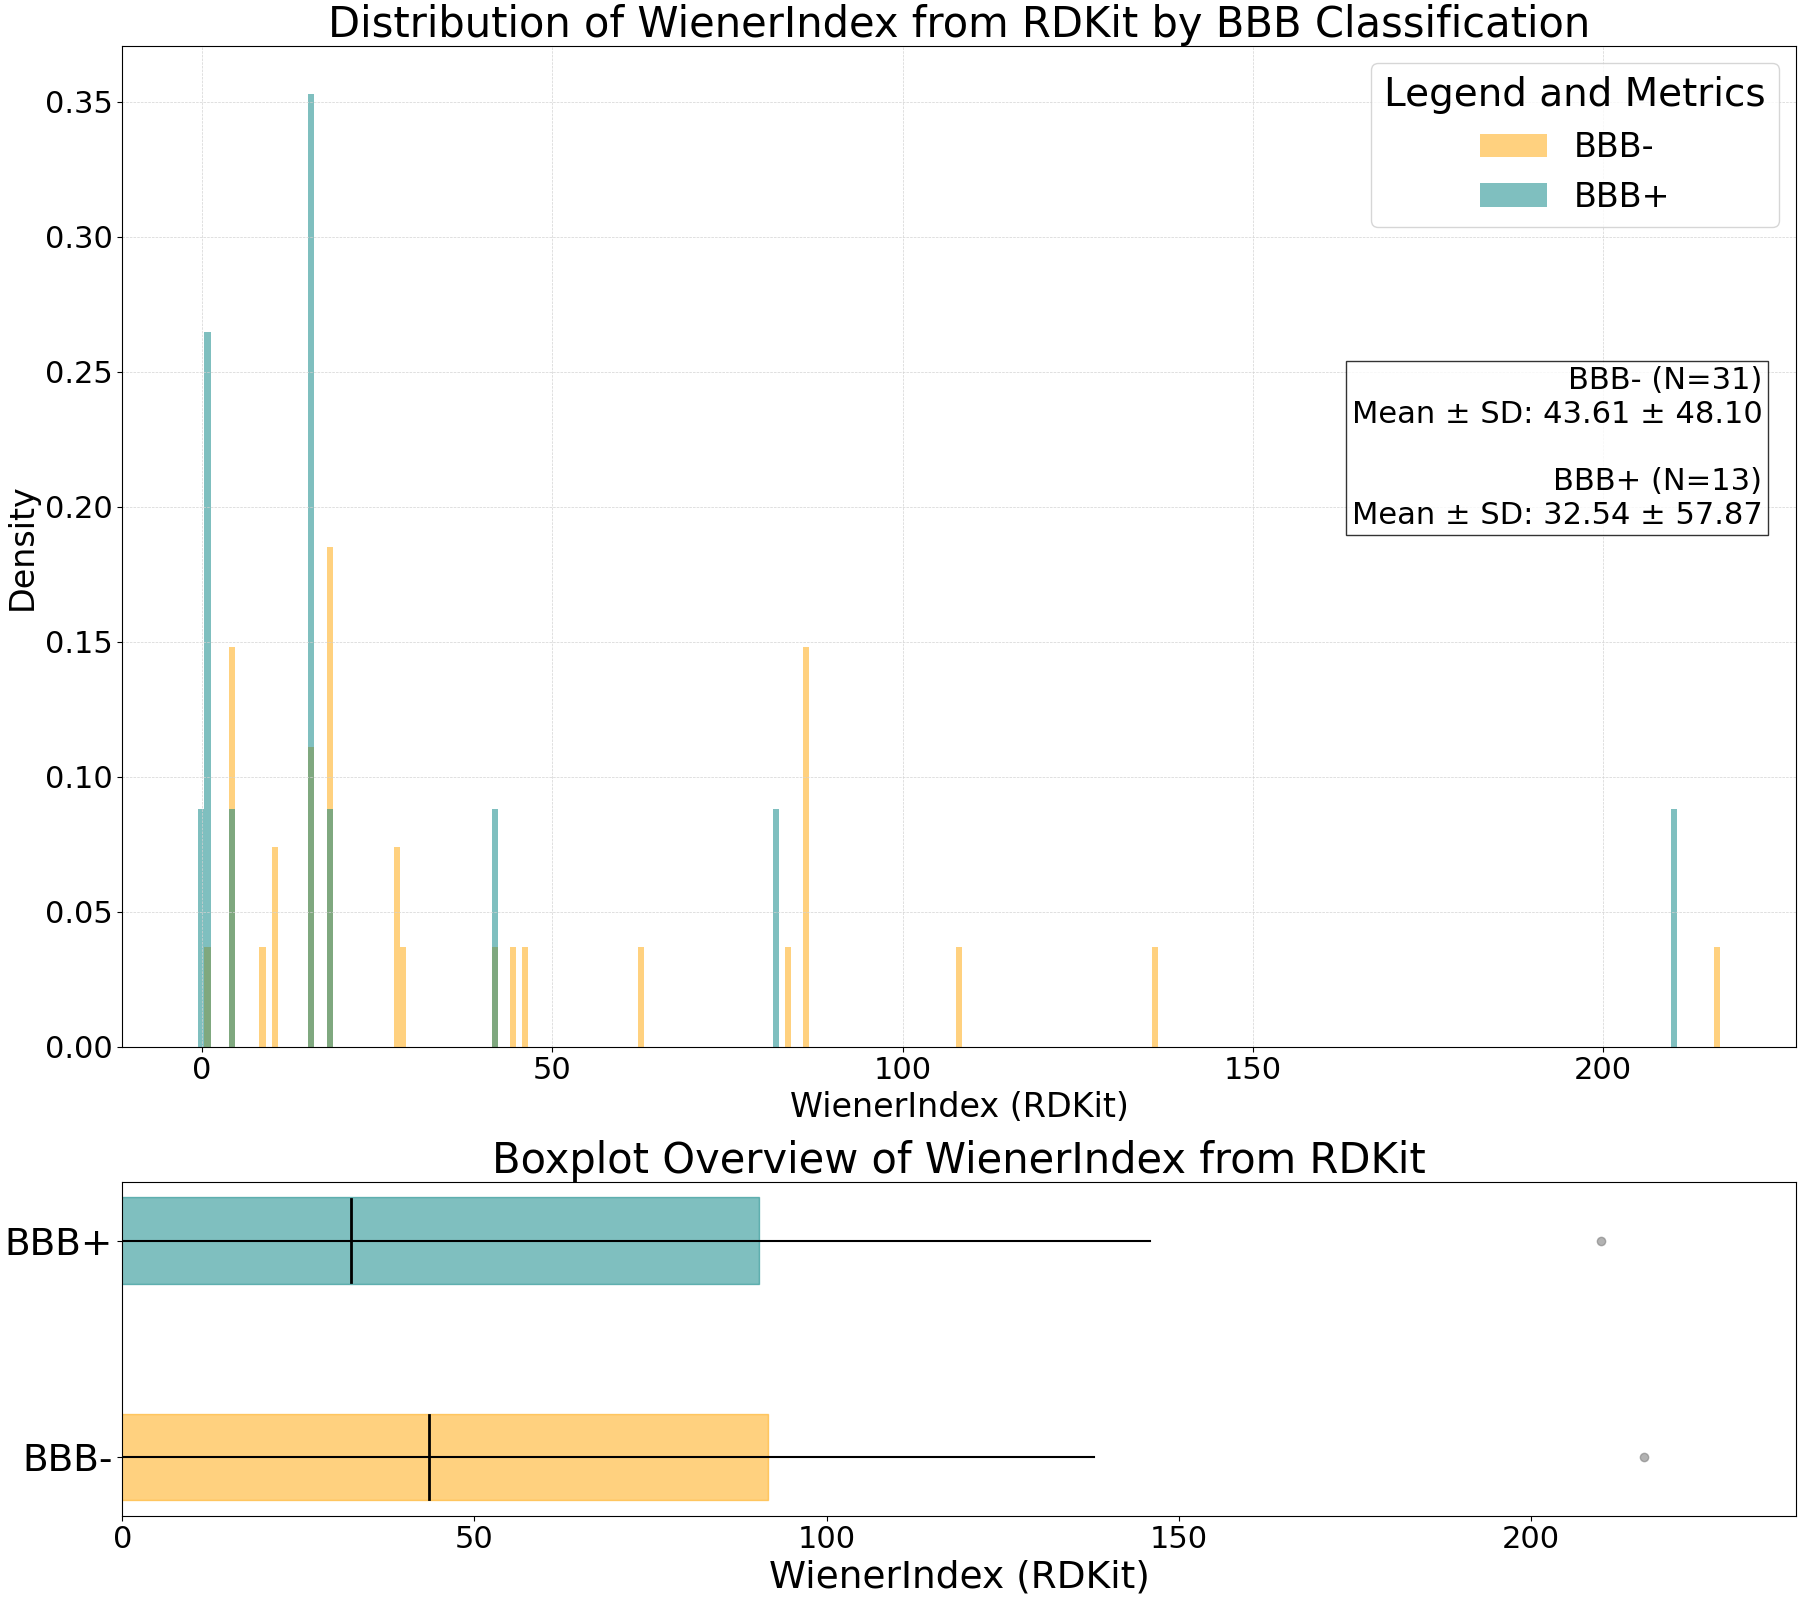 Distribution of WienerIndex from RDKit by BBB Classification
Legend and Metrics
BBB-
BBB+
BBB- (N=31)
Mean ± SD: 43.61 ± 48.10
BBB+ (N=13)
Mean ± SD: 32.54 ± 57.87
Density
0.35
0.30
0.25
0.20
0.15
0.10
0.05
0.00
0 50 100 150 200
WienerIndex (RDKit)
Boxplot Overview of WienerIndex from RDKit
BBB+
BBB-
0 50 100 150 200
WienerIndex (RDKit)